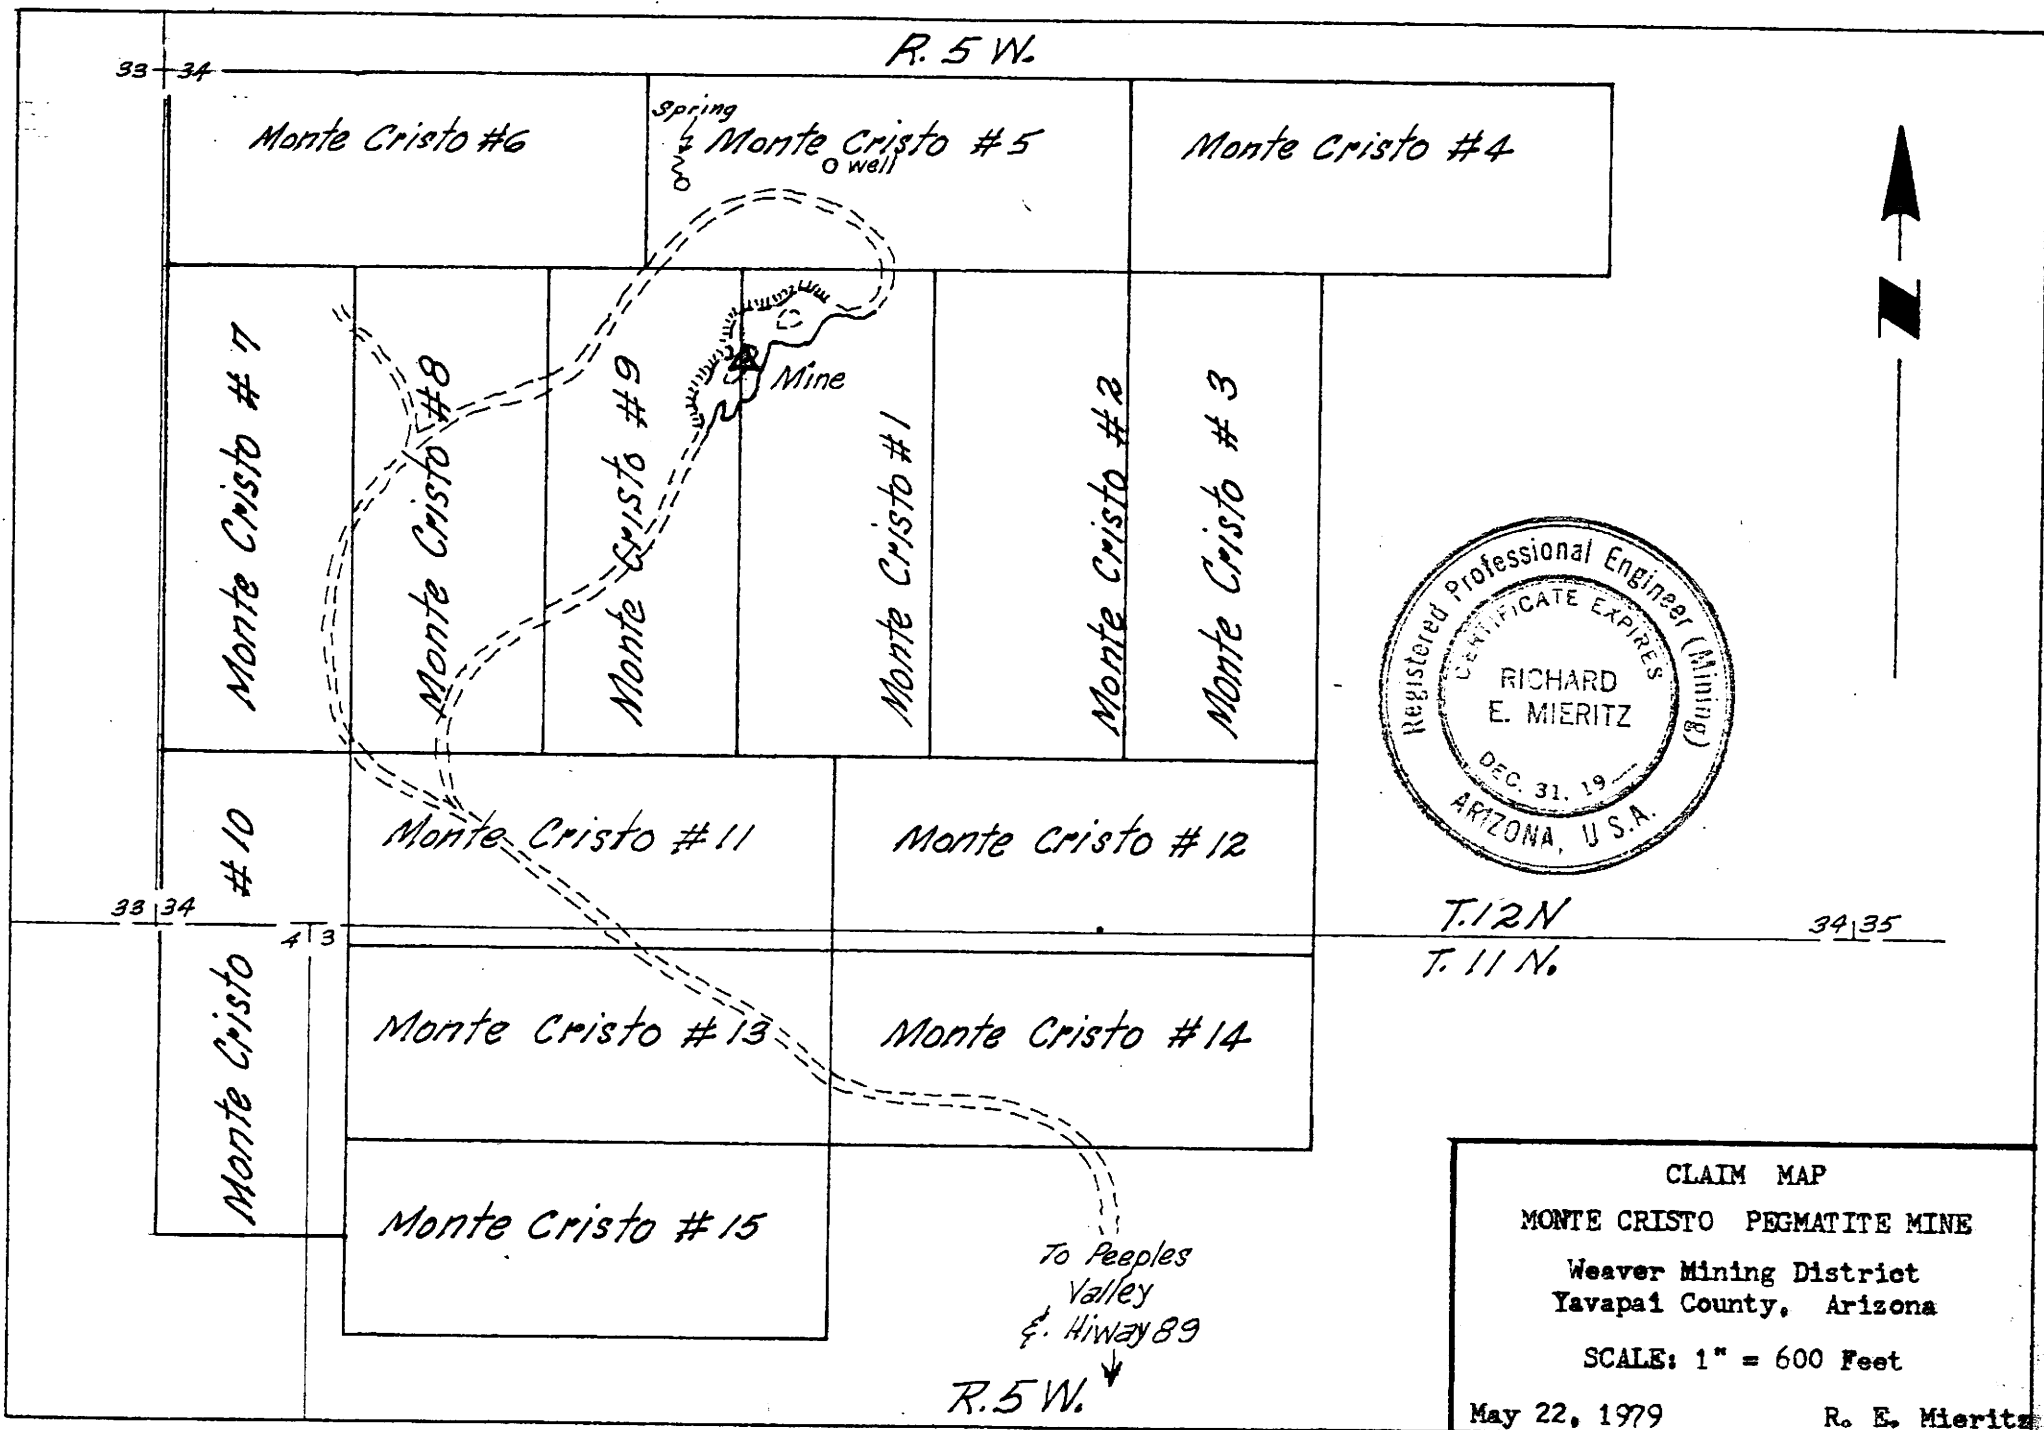 R. 5 W.
33 34
Monte Cristo #6
Spring
Monte Cristo #5
well
Monte Cristo #4
N
Monte Cristo #7
Monte Cristo #8
Monte Cristo #9
Mine
Monte Cristo #1
Monte Cristo #2
Monte Cristo #3
Registered Professional Engineer (Mining)
CERTIFICATE EXPIRES
RICHARD
E. MIERITZ
DEC. 31, 19
ARIZONA, U.S.A.
Monte Cristo #10
Monte Cristo #11
Monte Cristo #12
33 34
4 3
T.12N
T. 11 N.
34 35
Monte Cristo #13
Monte Cristo #14
Monte Cristo #15
To Peeples
Valley
&. Hiway 89
R. 5 W.
CLAIM MAP
MONTE CRISTO PEGMATITE MINE
Weaver Mining District
Yavapai County, Arizona
SCALE: 1" = 600 Feet
May 22, 1979 R. E. Mieritz